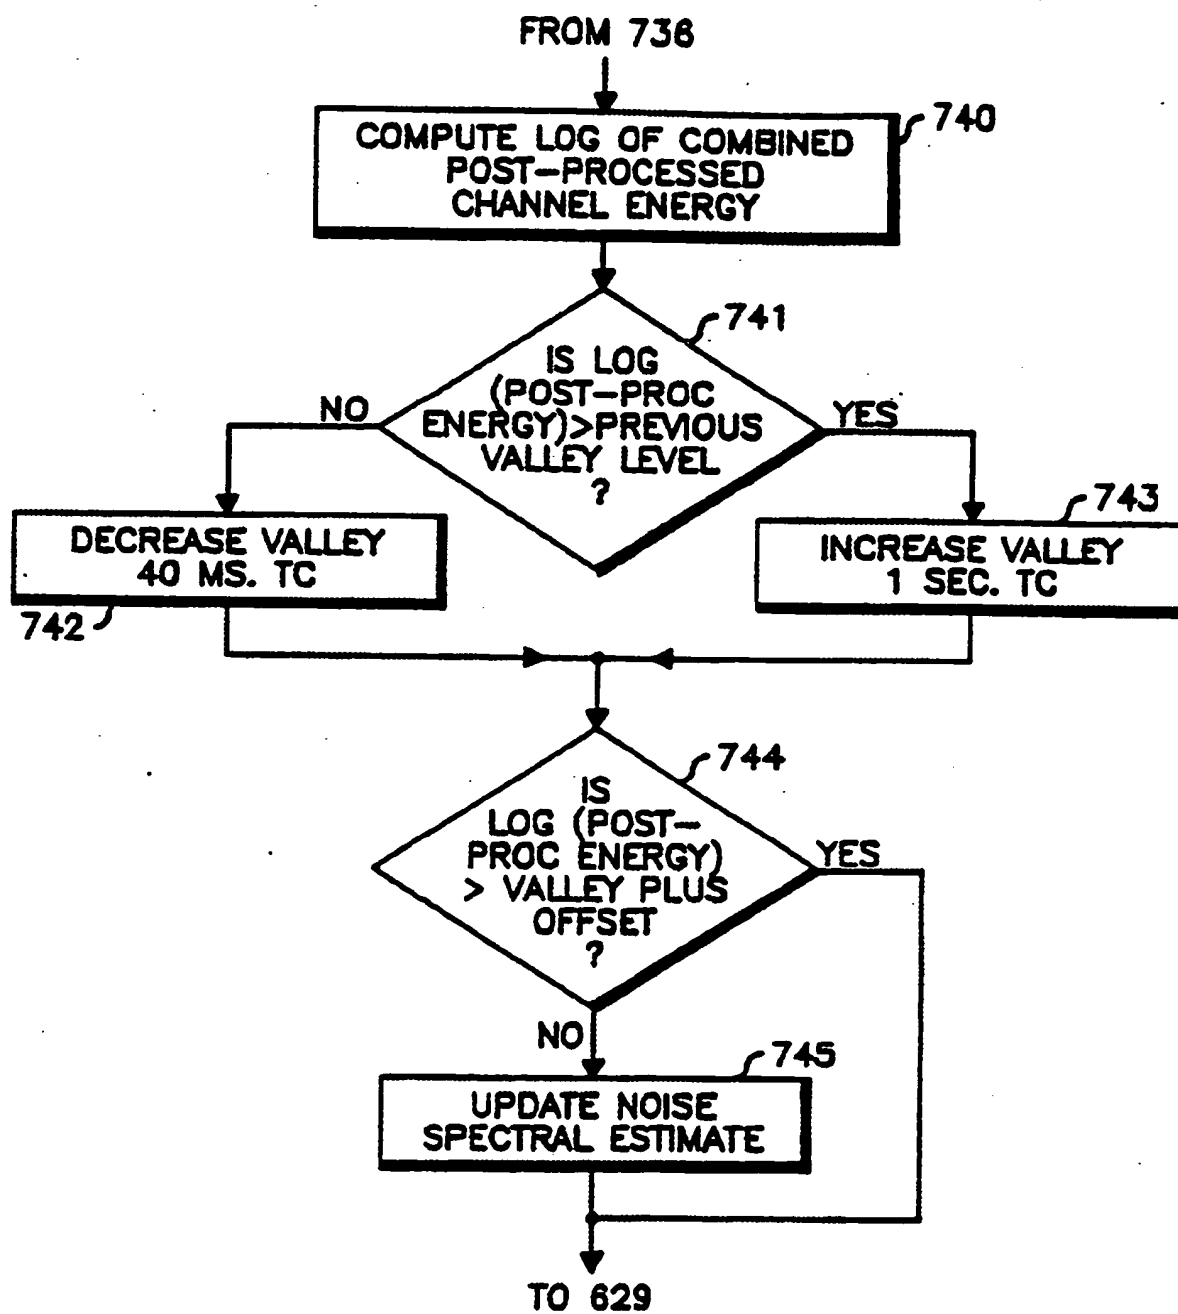 FROM 736
740
COMPUTE LOG OF COMBINED
POST-PROCESSED
CHANNEL ENERGY
741
IS LOG
(POST-PROC
ENERGY)>PREVIOUS
VALLEY LEVEL
?
NO
YES
DECREASE VALLEY
40 MS. TC
742
743
INCREASE VALLEY
1 SEC. TC
744
IS
LOG (POST-
PROC ENERGY)
> VALLEY PLUS
OFFSET
?
YES
NO
745
UPDATE NOISE
SPECTRAL ESTIMATE
TO 629